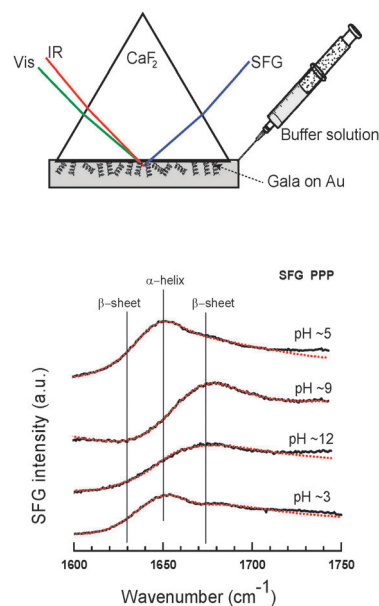 IR
Vis
CaF2
SFG
Buffer solution
Gala on Au
α-helix
SFG PPP
β-sheet
β-sheet
pH ~5
pH ~9
pH ~12
pH ~3
SFG intensity (a.u.)
1600 1650 1700 1750
Wavenumber (cm-1)